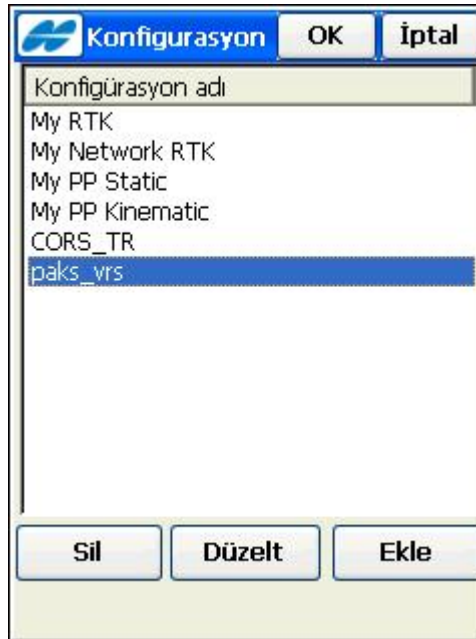 Konfigurasyon OK İptal
Konfigürasyon adı
My RTK
My Network RTK
My PP Static
My PP Kinematic
CORS_TR
paks_vrs
Sil Düzelt Ekle